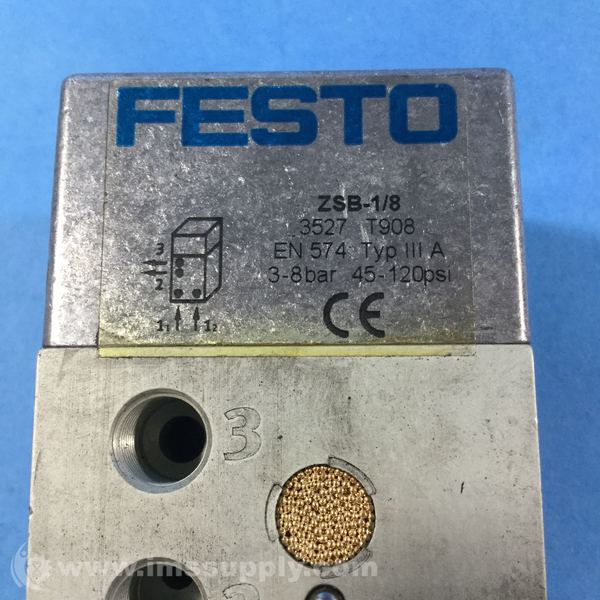 FESTO
ZSB-1/8
3527 T908
EN 574 Typ III A
3-8bar 45-120psi
CE
3
2
1₁ 1₂
3
2
www.imssupply.com